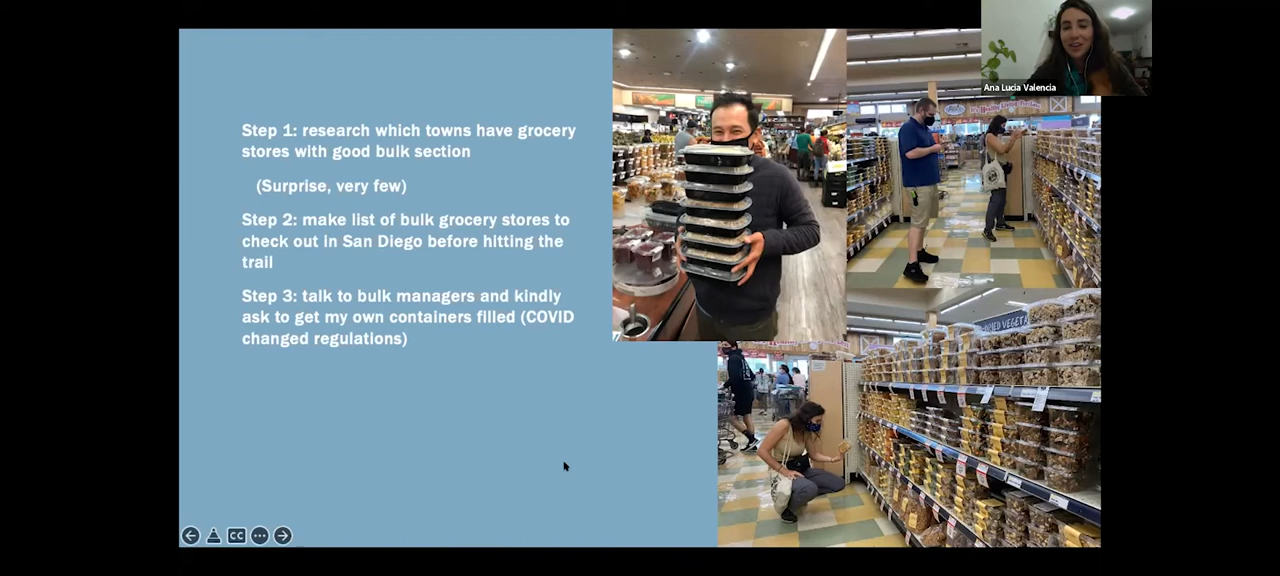 Ana Lucia Valencia
Step 1: research which towns have grocery
stores with good bulk section
(Surprise, very few)
Step 2: make list of bulk grocery stores to
check out in San Diego before hitting the
trail
Step 3: talk to bulk managers and kindly
ask to get my own containers filled (COVID
changed regulations)
CC